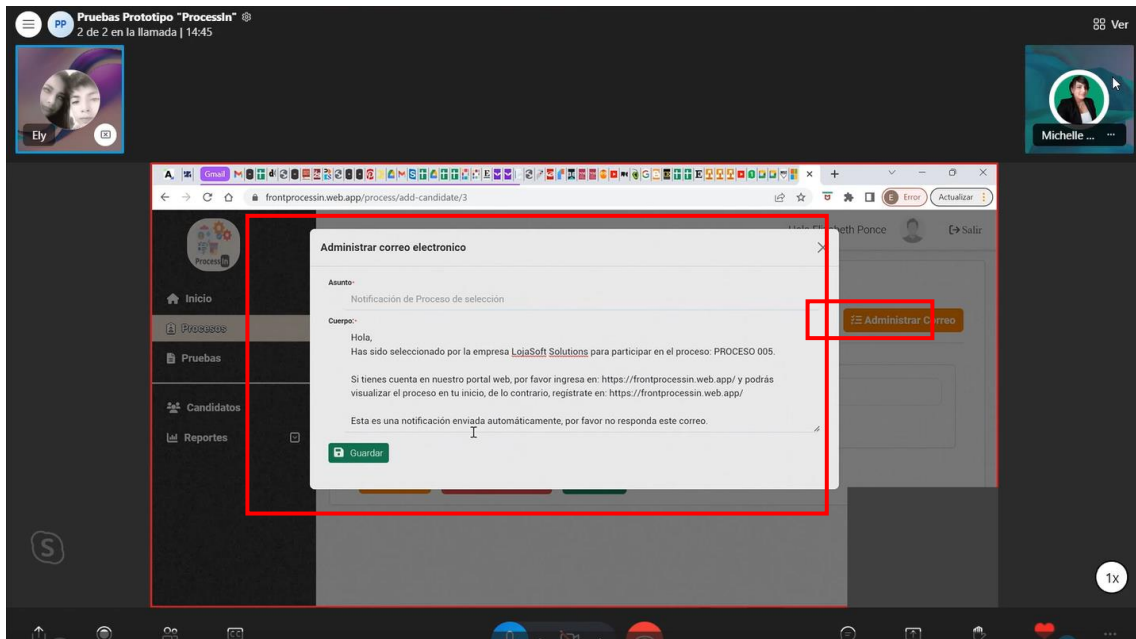 Pruebas Prototipo "ProcessIn"
PP
2 de 2 en la llamada | 14:45
Ver
Ely
Michelle ...
Gmail
frontprocessin.web.app/process/add-candidate/3
E Error
Actualizar
ProcessIn
Elizabeth Ponce
Salir
Administrar correo electronico
Inicio
Asunto
Notificación de Proceso de selección
Procesos
Administrar Correo
Cuerpo:
Hola,
Has sido seleccionado por la empresa LojaSoft Solutions para participar en el proceso: PROCESO 005.
Pruebas
Si tienes cuenta en nuestro portal web, por favor ingresa en: https://frontprocessin.web.app/ y podrás
visualizar el proceso en tu inicio, de lo contrario, regístrate en: https://frontprocessin.web.app/
Candidatos
Esta es una notificación enviada automáticamente, por favor no responda este correo.
Reportes
Guardar
S
1x